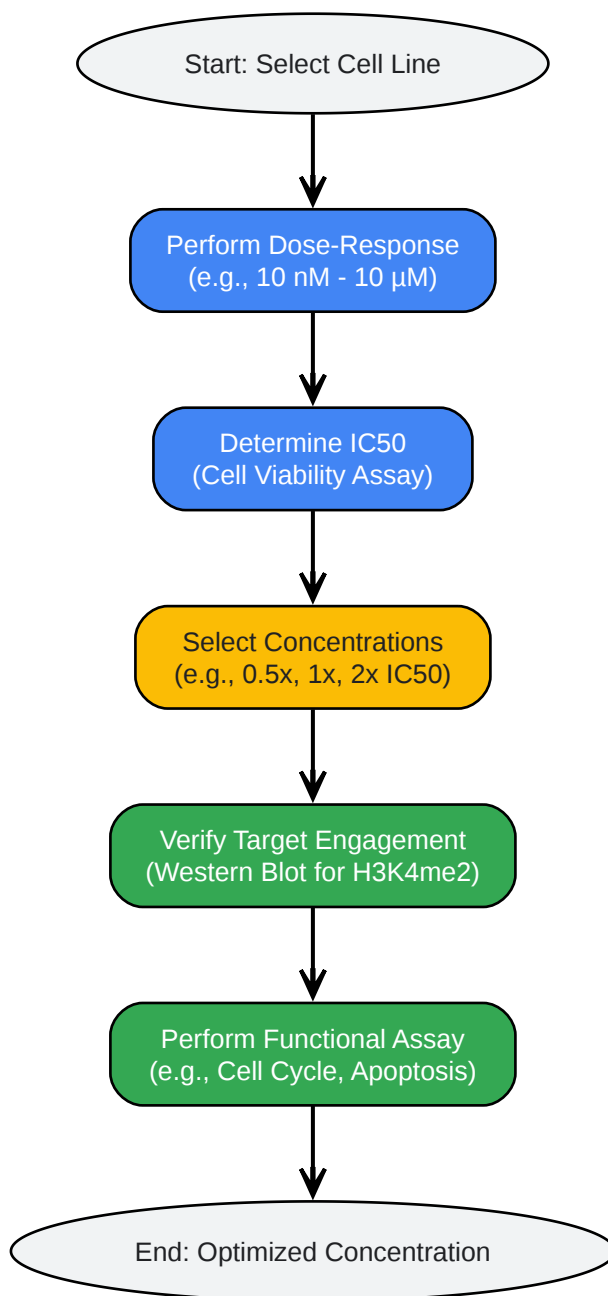 Start: Select Cell Line
Perform Dose-Response
(e.g., 10 nM - 10 µM)
Determine IC50
(Cell Viability Assay)
Select Concentrations
(e.g., 0.5x, 1x, 2x IC50)
Verify Target Engagement
(Western Blot for H3K4me2)
Perform Functional Assay
(e.g., Cell Cycle, Apoptosis)
End: Optimized Concentration